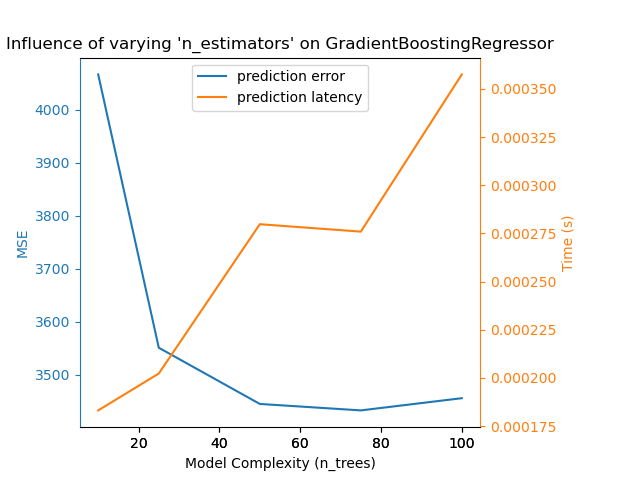 Influence of varying 'n_estimators' on GradientBoostingRegressor
prediction error
prediction latency
MSE
4000
3900
3800
3700
3600
3500
Time (s)
0.000350
0.000325
0.000300
0.000275
0.000250
0.000225
0.000200
0.000175
20 40 60 80 100
Model Complexity (n_trees)